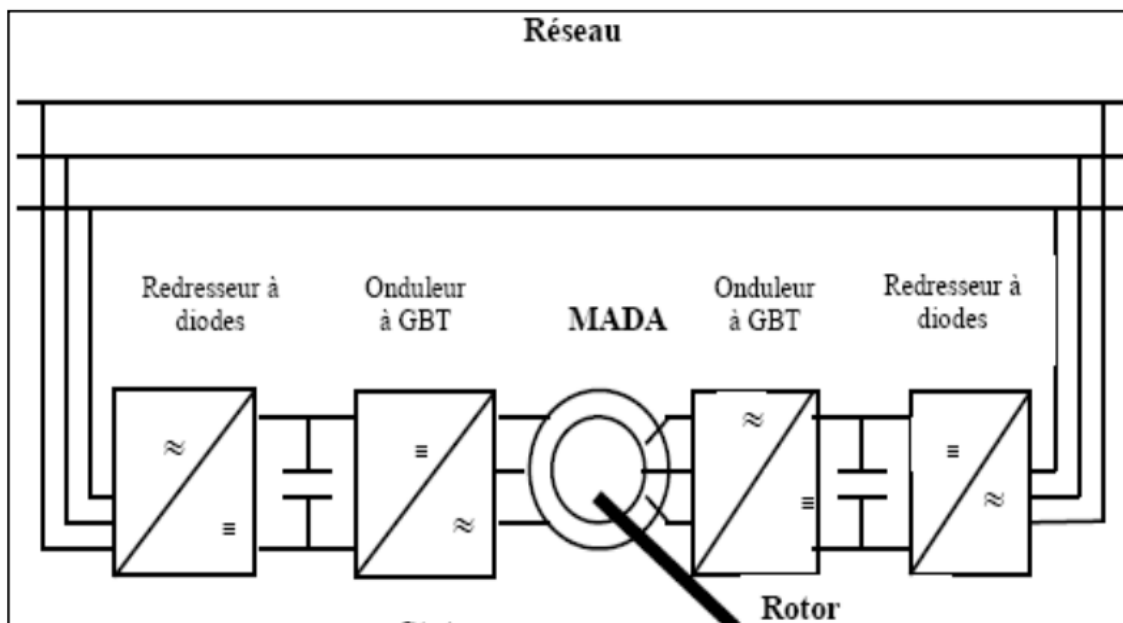 Réseau
Redresseur à
diodes
Onduleur
à GBT
MADA
Onduleur
à GBT
Redresseur à
diodes
≈
≡
≡
≈
≈
≡
≡
≈
Rotor